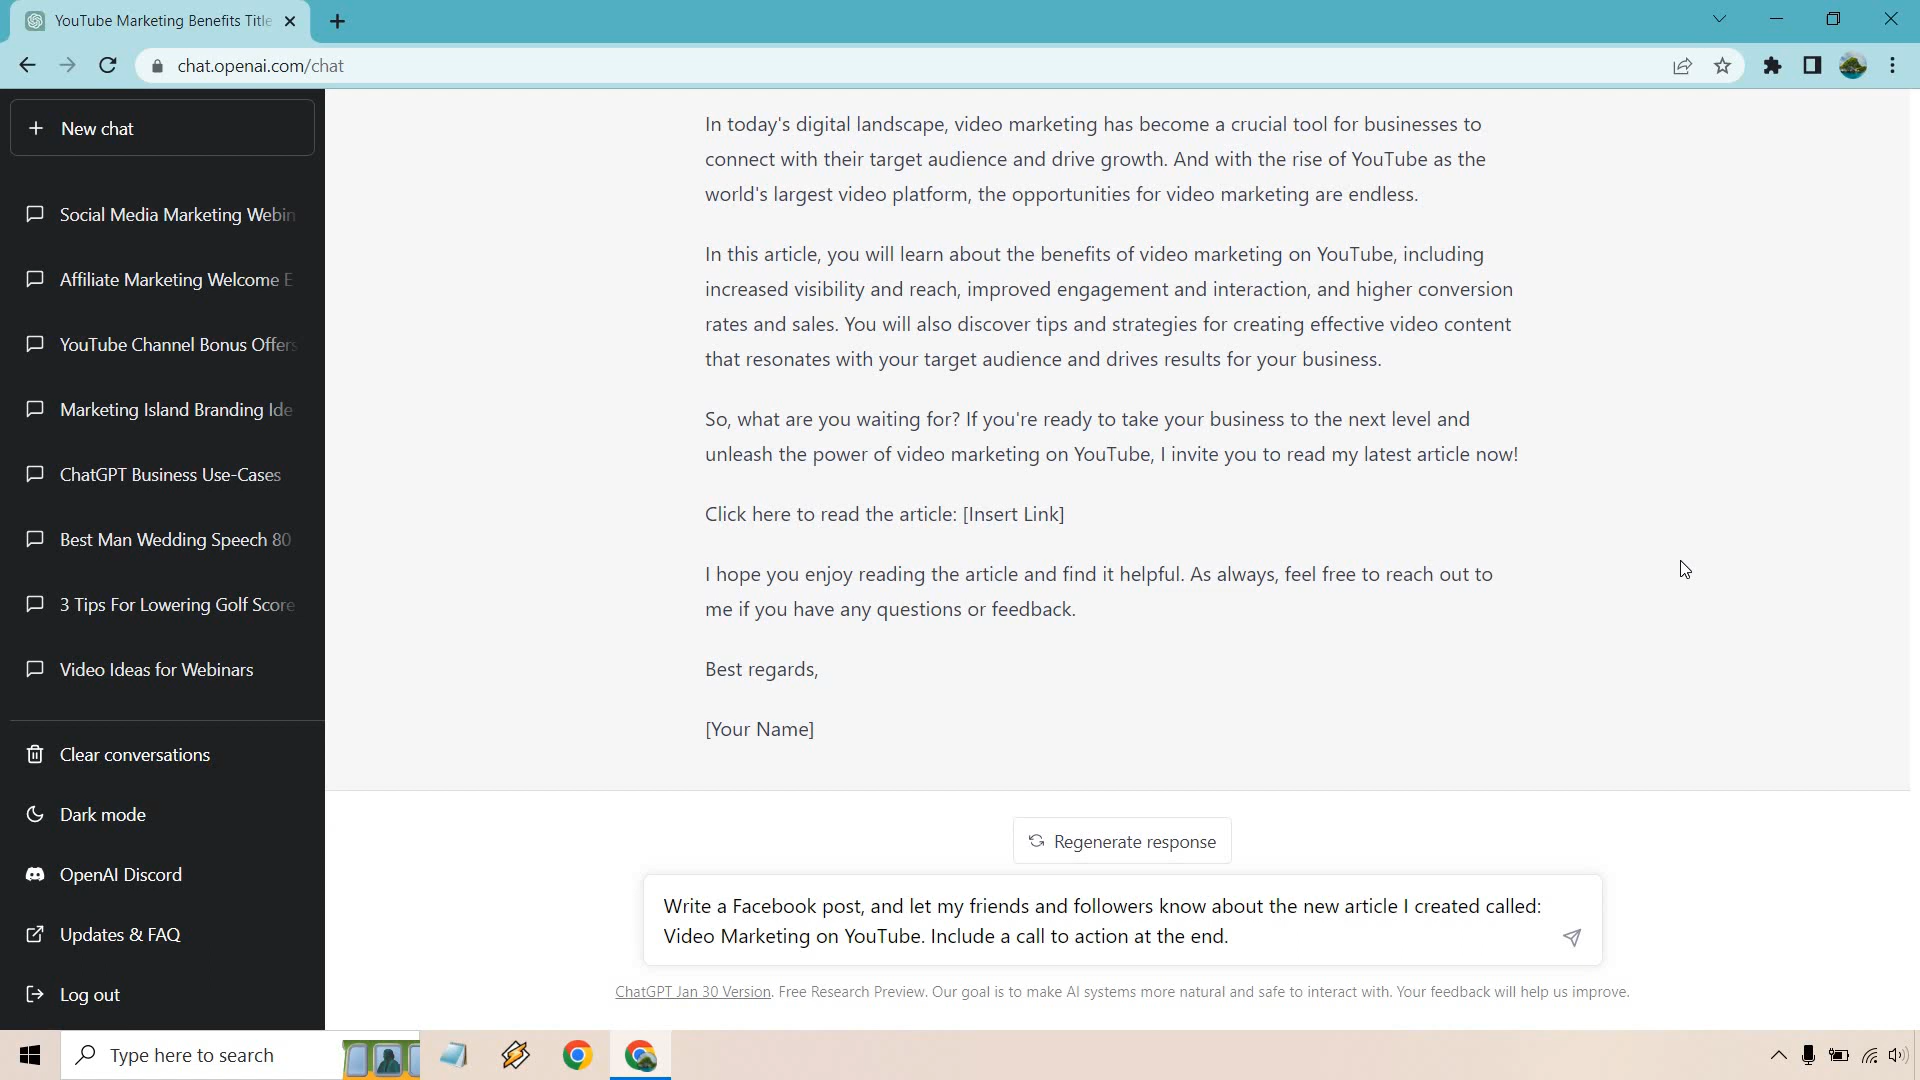 YouTube Marketing Benefits Title
chat.openai.com/chat
New chat
Social Media Marketing Webin
Affiliate Marketing Welcome E
YouTube Channel Bonus Offers
Marketing Island Branding Ide
ChatGPT Business Use-Cases
Best Man Wedding Speech 80
3 Tips For Lowering Golf Score
Video Ideas for Webinars
Clear conversations
Dark mode
OpenAI Discord
Updates & FAQ
Log out
In today's digital landscape, video marketing has become a crucial tool for businesses to
connect with their target audience and drive growth. And with the rise of YouTube as the
world's largest video platform, the opportunities for video marketing are endless.
In this article, you will learn about the benefits of video marketing on YouTube, including
increased visibility and reach, improved engagement and interaction, and higher conversion
rates and sales. You will also discover tips and strategies for creating effective video content
that resonates with your target audience and drives results for your business.
So, what are you waiting for? If you're ready to take your business to the next level and
unleash the power of video marketing on YouTube, I invite you to read my latest article now!
Click here to read the article: [Insert Link]
I hope you enjoy reading the article and find it helpful. As always, feel free to reach out to
me if you have any questions or feedback.
Best regards,
[Your Name]
Regenerate response
Write a Facebook post, and let my friends and followers know about the new article I created called:
Video Marketing on YouTube. Include a call to action at the end.
ChatGPT Jan 30 Version. Free Research Preview. Our goal is to make AI systems more natural and safe to interact with. Your feedback will help us improve.
Type here to search